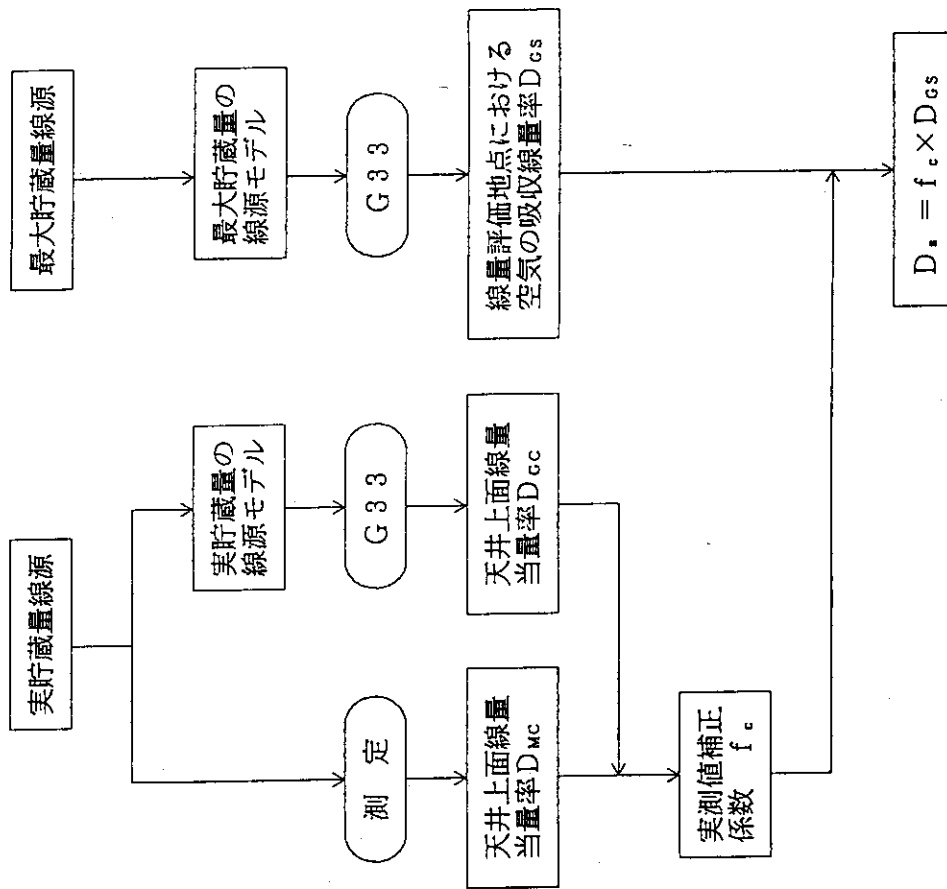 実貯蔵量線源
最大貯蔵量線源
実貯蔵量の
線源モデル
最大貯蔵量の
線源モデル
測 定
G33
G33
天井上面線量
当量率DMC
天井上面線量
当量率DGC
線量評価地点における
空気の吸収線量率DGS
実測値補正
係数 fc
= fc×DGS